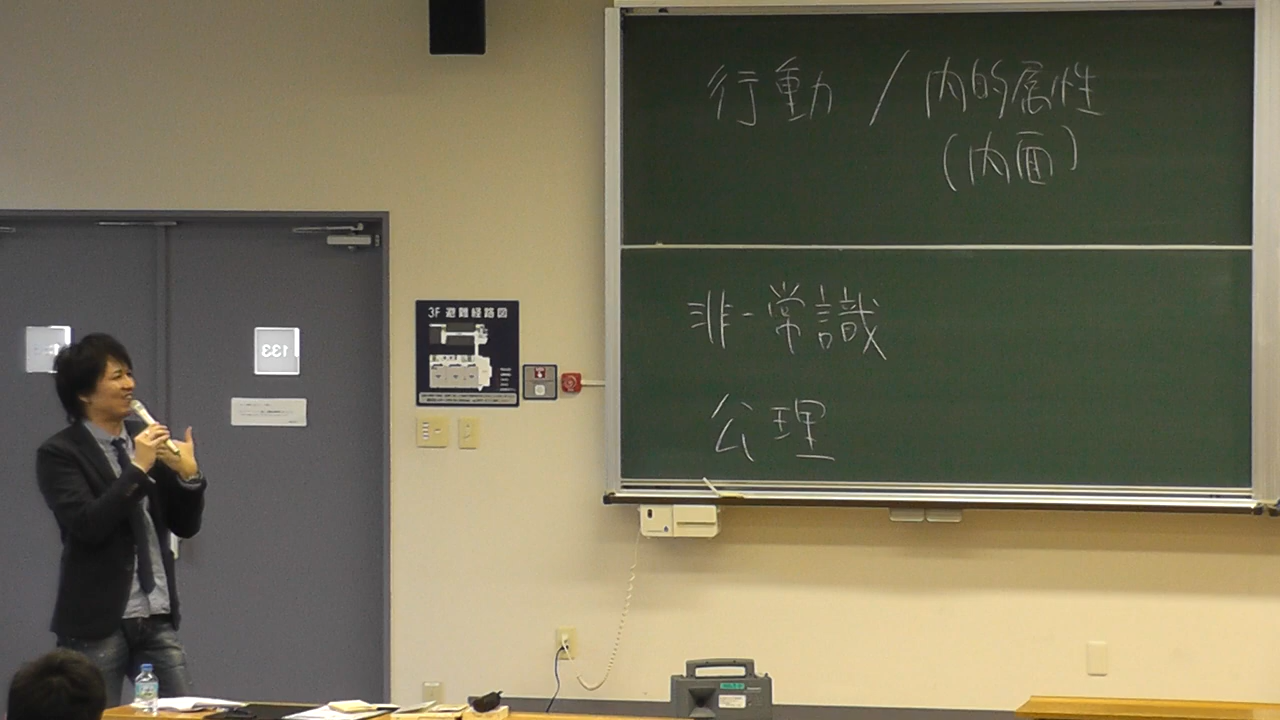 行動 / 内的属性
(内面)
非-常識
公理
3F 避難経路図
133